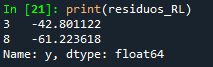 In [21]: print(residuos_RL)
3   -42.801122
8   -61.223618
Name: y, dtype: float64